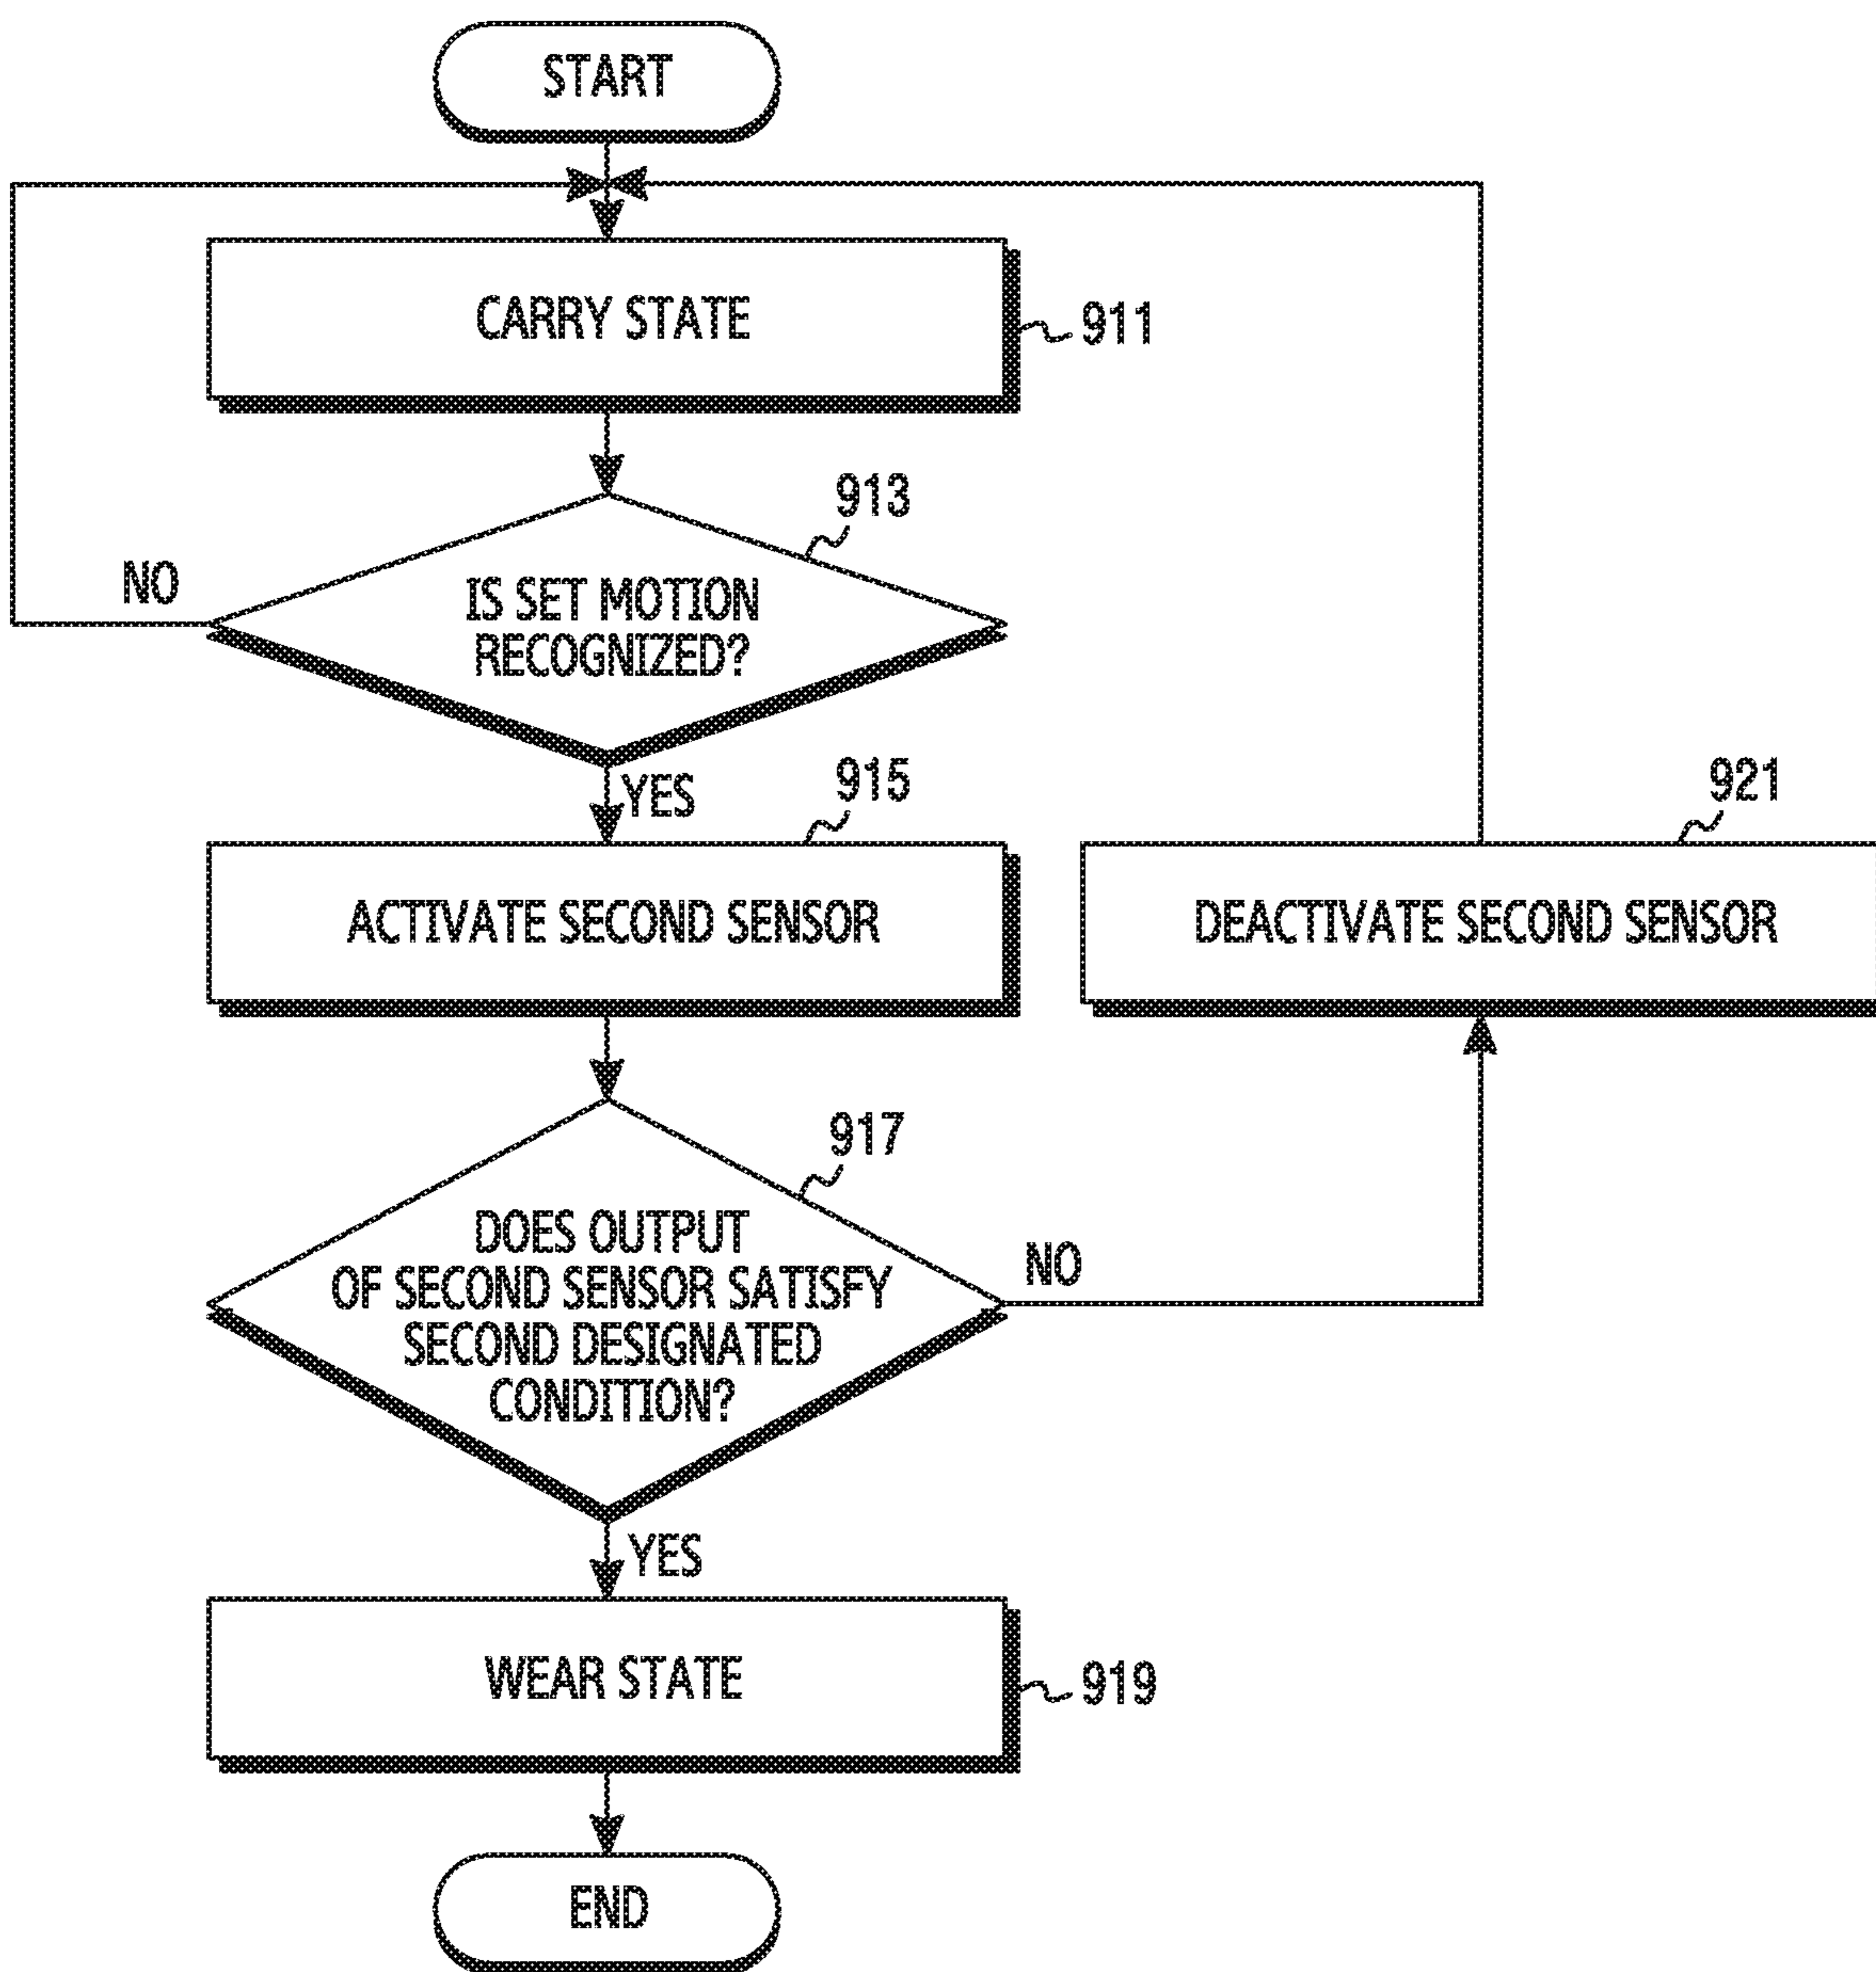 START
CARRY STATE
911
913
NO
IS SET MOTION
RECOGNIZED?
YES
915
921
ACTIVATE SECOND SENSOR
DEACTIVATE SECOND SENSOR
917
DOES OUTPUT
OF SECOND SENSOR SATISFY
SECOND DESIGNATED
CONDITION?
NO
YES
WEAR STATE
919
END